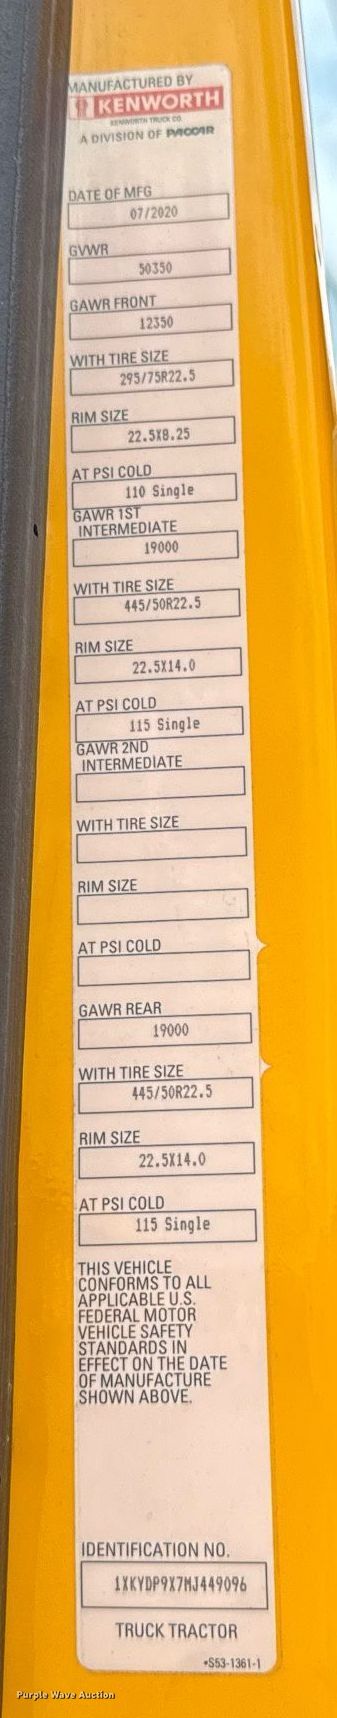 MANUFACTURED BY
KENWORTH
KENWORTH TRUCK CO.
A DIVISION OF PACCAR
DATE OF MFG
07/2020
GVWR
50350
GAWR FRONT
12350
WITH TIRE SIZE
295/75R22.5
RIM SIZE
22.5X8.25
AT PSI COLD
110 Single
GAWR 1ST
INTERMEDIATE
19000
WITH TIRE SIZE
445/50R22.5
RIM SIZE
22.5X14.0
AT PSI COLD
115 Single
GAWR 2ND
INTERMEDIATE
WITH TIRE SIZE
RIM SIZE
AT PSI COLD
GAWR REAR
19000
WITH TIRE SIZE
445/50R22.5
RIM SIZE
22.5X14.0
AT PSI COLD
115 Single
THIS VEHICLE
CONFORMS TO ALL
APPLICABLE U.S.
FEDERAL MOTOR
VEHICLE SAFETY
STANDARDS IN
EFFECT ON THE DATE
OF MANUFACTURE
SHOWN ABOVE.
IDENTIFICATION NO.
1XKYDP9X7MJ449096
TRUCK TRACTOR
•S53-1361-1
Purple Wave Auction